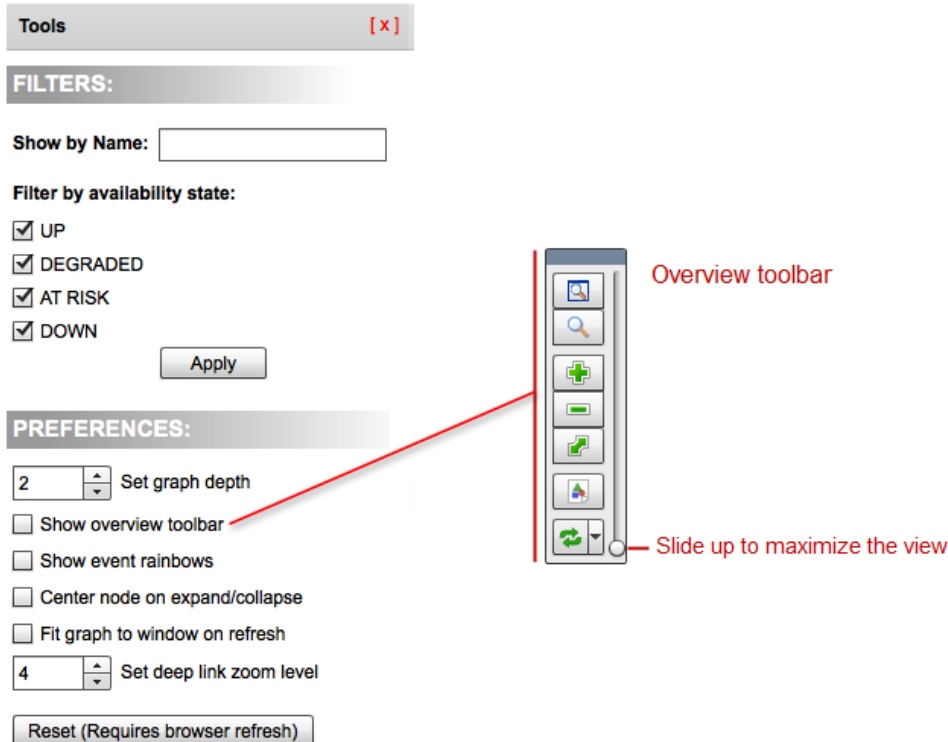 Tools [ x ]
FILTERS:
Show by Name:
Filter by availability state:
UP
DEGRADED
AT RISK
DOWN
Apply
PREFERENCES:
2 Set graph depth
Show overview toolbar
Show event rainbows
Center node on expand/collapse
Fit graph to window on refresh
4 Set deep link zoom level
Reset (Requires browser refresh)
Overview toolbar
Slide up to maximize the view